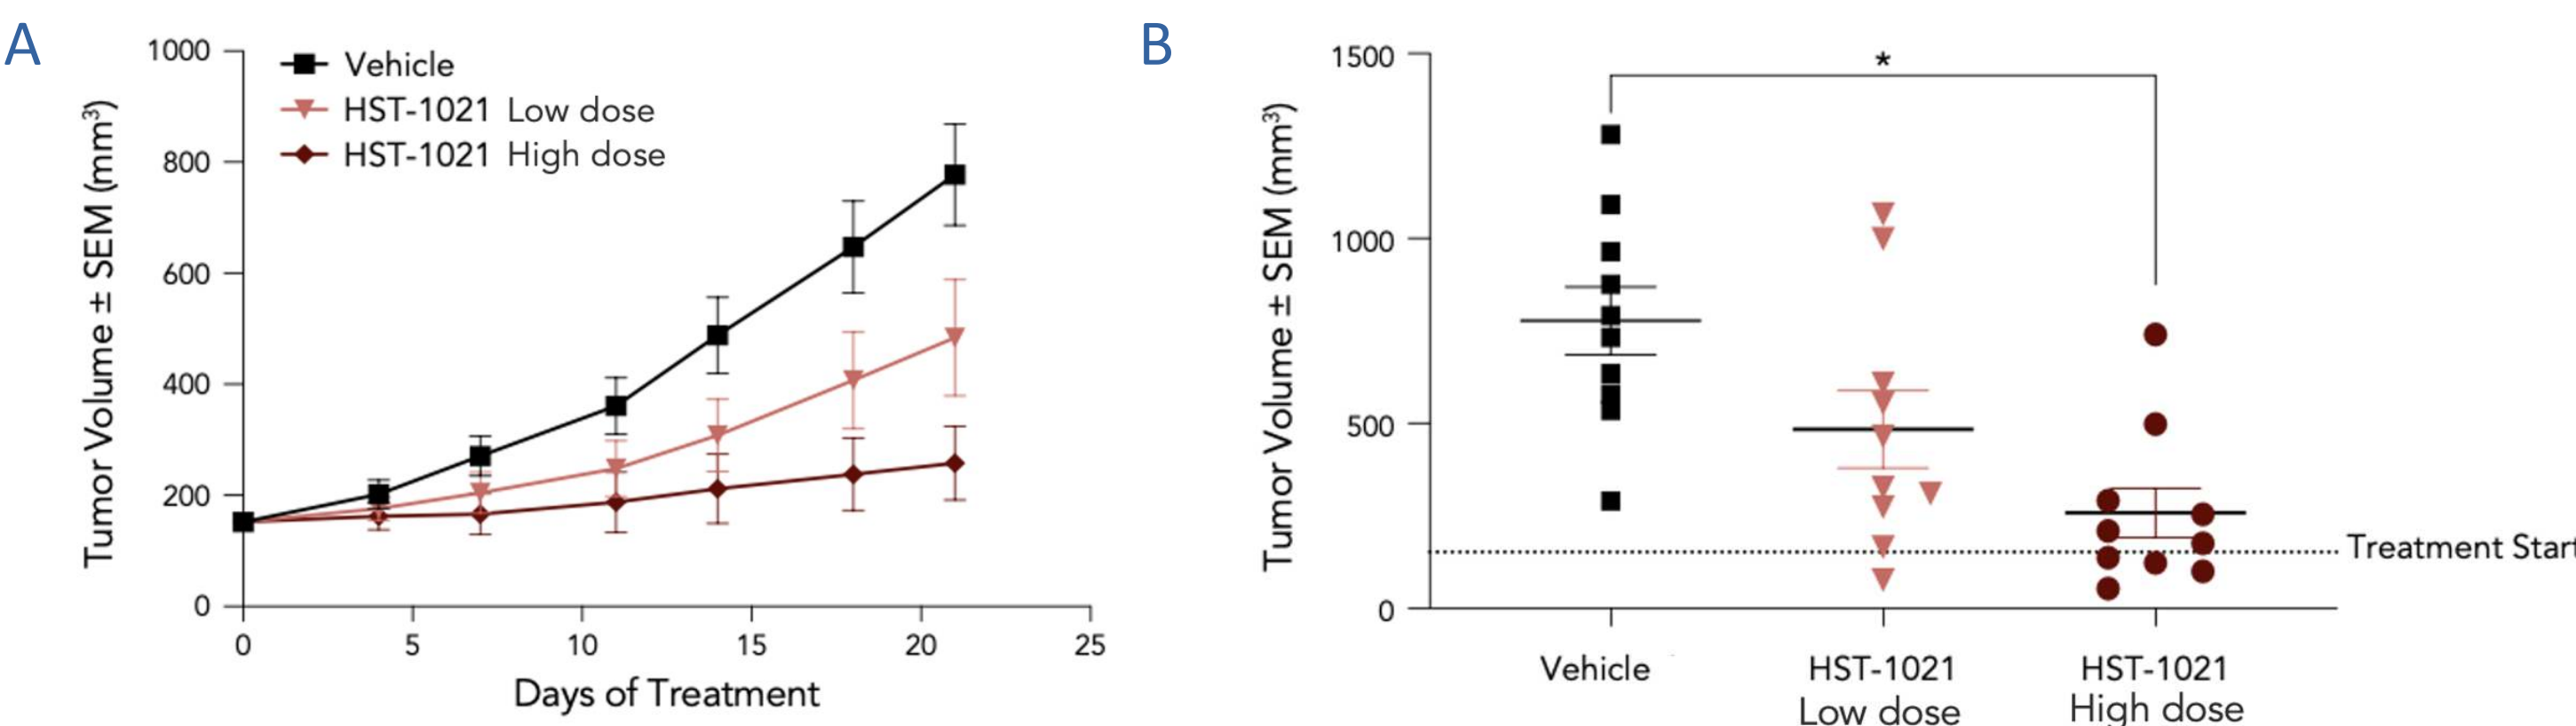 A
Tumor Volume ± SEM (mm³)
1000
800
600
400
200
0
Vehicle
HST-1021 Low dose
HST-1021 High dose
0 5 10 15 20 25
Days of Treatment
B
Tumor Volume ± SEM (mm³)
1500
1000
500
0
*
Treatment Start
Vehicle
HST-1021
Low dose
HST-1021
High dose